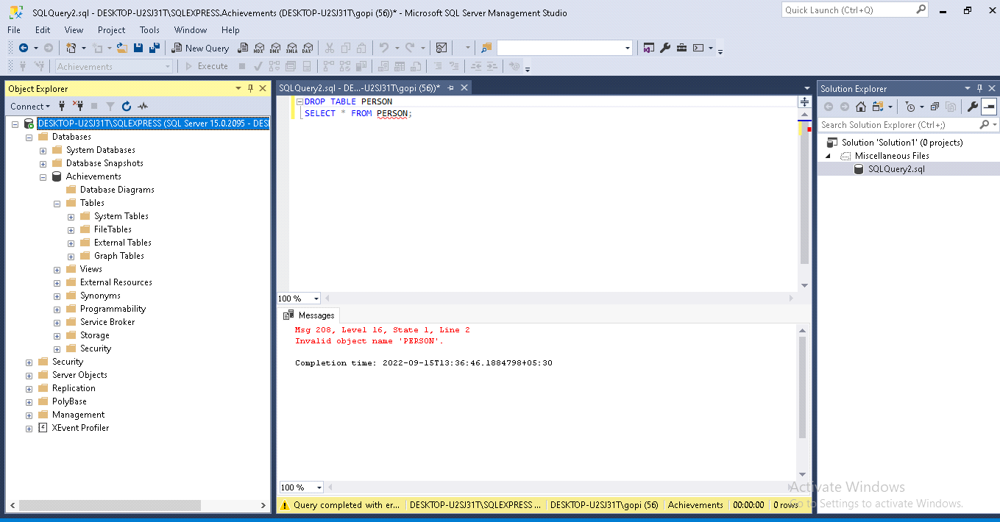 SQLQuery2.sql - DESKTOP-U2SJ31T\SQLEXPRESS.Achievements (DESKTOP-U2SJ31T\gopi (56))* - Microsoft SQL Server Management Studio
Quick Launch (Ctrl+Q)
File Edit View Project Tools Window Help
New Query MDX DMX XMLA DAX
Achievements Execute
Object Explorer
Connect
DESKTOP-U2SJ31T\SQLEXPRESS (SQL Server 15.0.2095 - DES
Databases
System Databases
Database Snapshots
Achievements
Database Diagrams
Tables
System Tables
FileTables
External Tables
Graph Tables
Views
External Resources
Synonyms
Programmability
Service Broker
Storage
Security
Security
Server Objects
Replication
PolyBase
Management
XEvent Profiler
SQLQuery2.sql - DE...-U2SJ31T\gopi (56))*
DROP TABLE PERSON
SELECT * FROM PERSON;
100 %
Messages
Msg 208, Level 16, State 1, Line 2
Invalid object name 'PERSON'.
Completion time: 2022-09-15T13:36:46.1884798+05:30
100 %
Query completed with er... DESKTOP-U2SJ31T\SQLEXPRESS ... DESKTOP-U2SJ31T\gopi (56) Achievements 00:00:00 0 rows
Solution Explorer
Search Solution Explorer (Ctrl+;)
Solution 'Solution1' (0 projects)
Miscellaneous Files
SQLQuery2.sql
Activate Windows
Go to Settings to activate Windows.